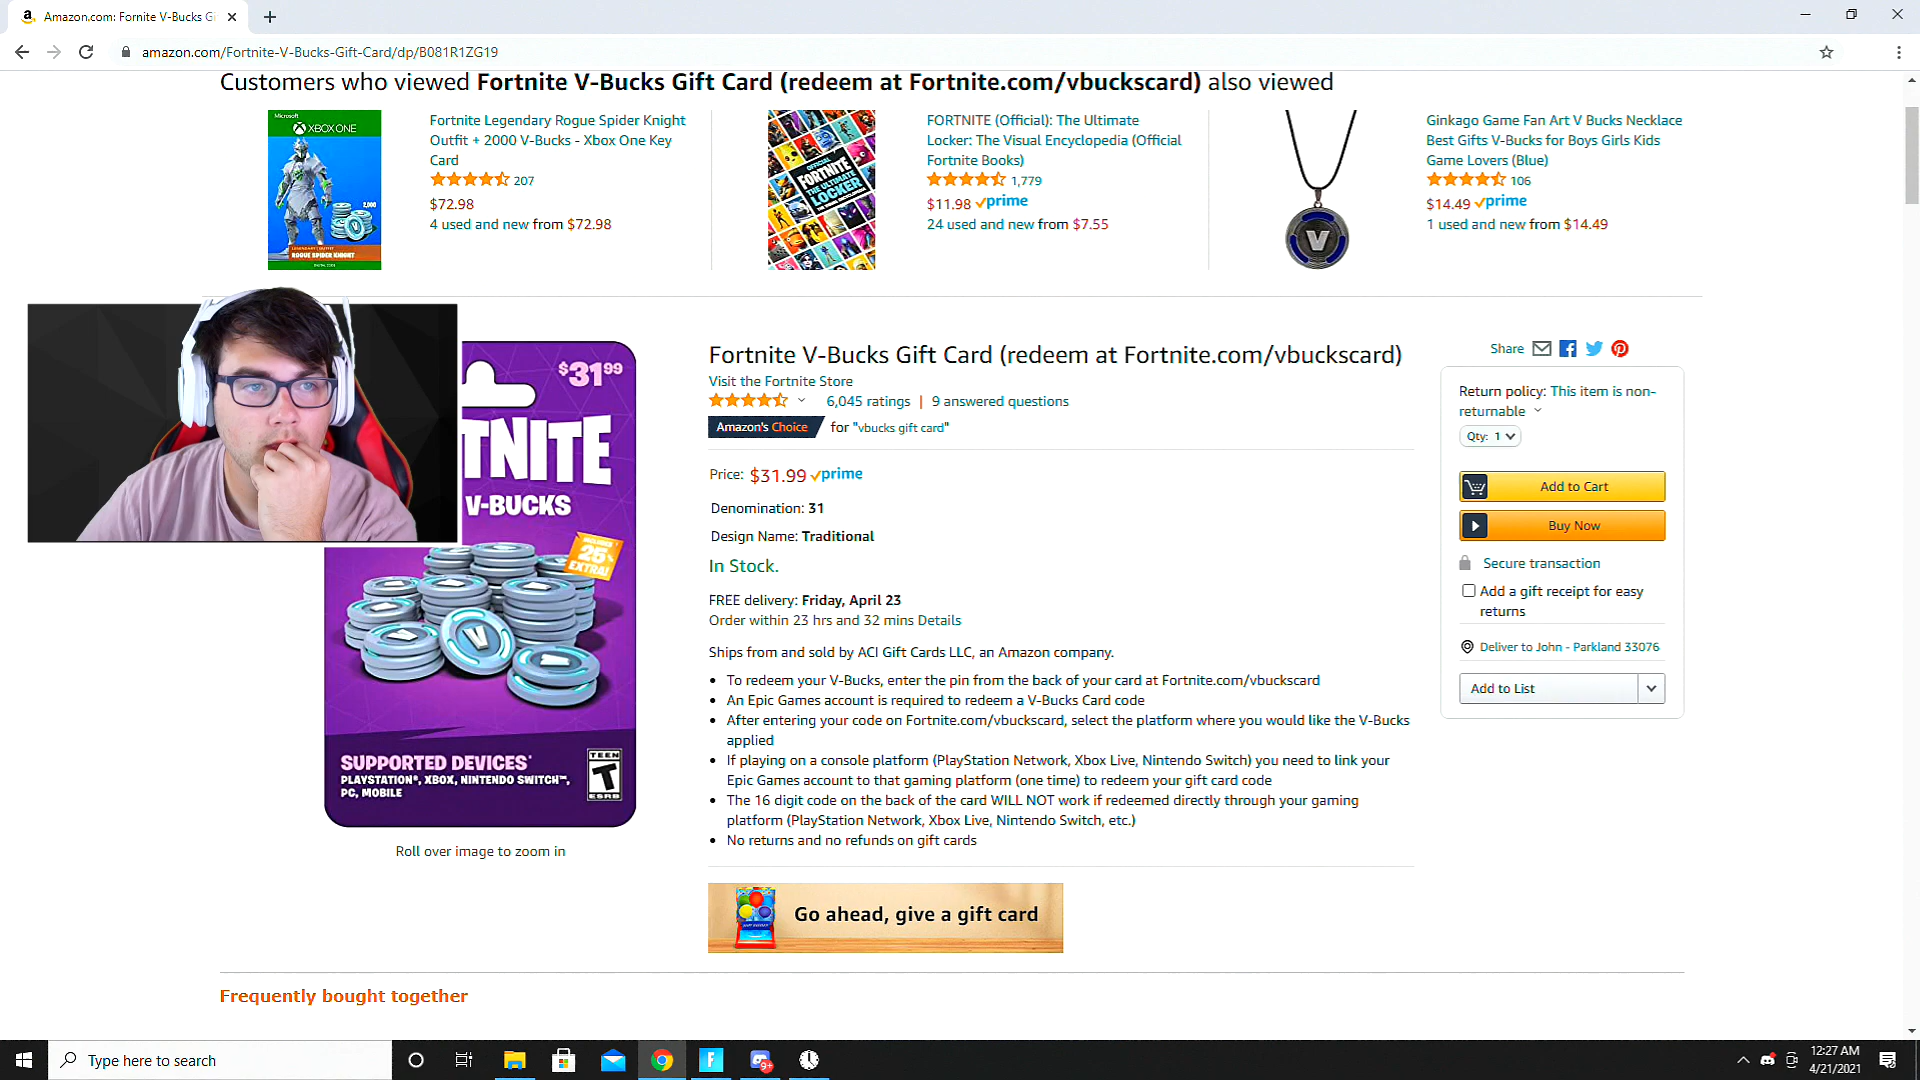 Amazon.com: Fornite V-Bucks Gi
amazon.com/Fortnite-V-Bucks-Gift-Card/dp/B081R1ZG19
Customers who viewed Fortnite V-Bucks Gift Card (redeem at Fortnite.com/vbuckscard) also viewed
Microsoft
XBOX ONE
2,000
LEGENDARY OUTFIT
ROGUE SPIDER KNIGHT
Fortnite Legendary Rogue Spider Knight
Outfit + 2000 V-Bucks - Xbox One Key
Card
207
$72.98
4 used and new from $72.98
OFFICIAL
FORTNITE
THE ULTIMATE
LOCKER
FORTNITE (Official): The Ultimate
Locker: The Visual Encyclopedia (Official
Fortnite Books)
1,779
$11.98 prime
24 used and new from $7.55
V
Ginkago Game Fan Art V Bucks Necklace
Best Gifts V-Bucks for Boys Girls Kids
Game Lovers (Blue)
106
$14.49 prime
1 used and new from $14.49
$31.99
TNITE
V-BUCKS
25%
EXTRA!
V
SUPPORTED DEVICES*
PLAYSTATION®, XBOX, NINTENDO SWITCH™,
PC, MOBILE
TEEN
T
ESRB
Roll over image to zoom in
Fortnite V-Bucks Gift Card (redeem at Fortnite.com/vbuckscard)
Visit the Fortnite Store
6,045 ratings | 9 answered questions
Amazon's Choice for "vbucks gift card"
Price: $31.99 prime
Denomination: 31
Design Name: Traditional
In Stock.
FREE delivery: Friday, April 23
Order within 23 hrs and 32 mins Details
Ships from and sold by ACI Gift Cards LLC, an Amazon company.
• To redeem your V-Bucks, enter the pin from the back of your card at Fortnite.com/vbuckscard
• An Epic Games account is required to redeem a V-Bucks Card code
• After entering your code on Fortnite.com/vbuckscard, select the platform where you would like the V-Bucks
applied
• If playing on a console platform (PlayStation Network, Xbox Live, Nintendo Switch) you need to link your
Epic Games account to that gaming platform (one time) to redeem your gift card code
• The 16 digit code on the back of the card WILL NOT work if redeemed directly through your gaming
platform (PlayStation Network, Xbox Live, Nintendo Switch, etc.)
• No returns and no refunds on gift cards
Go ahead, give a gift card
Share
Return policy: This item is non-
returnable
Qty: 1
Add to Cart
Buy Now
Secure transaction
Add a gift receipt for easy
returns
Deliver to John - Parkland 33076
Add to List
Frequently bought together
Type here to search
9+
12:27 AM
4/21/2021